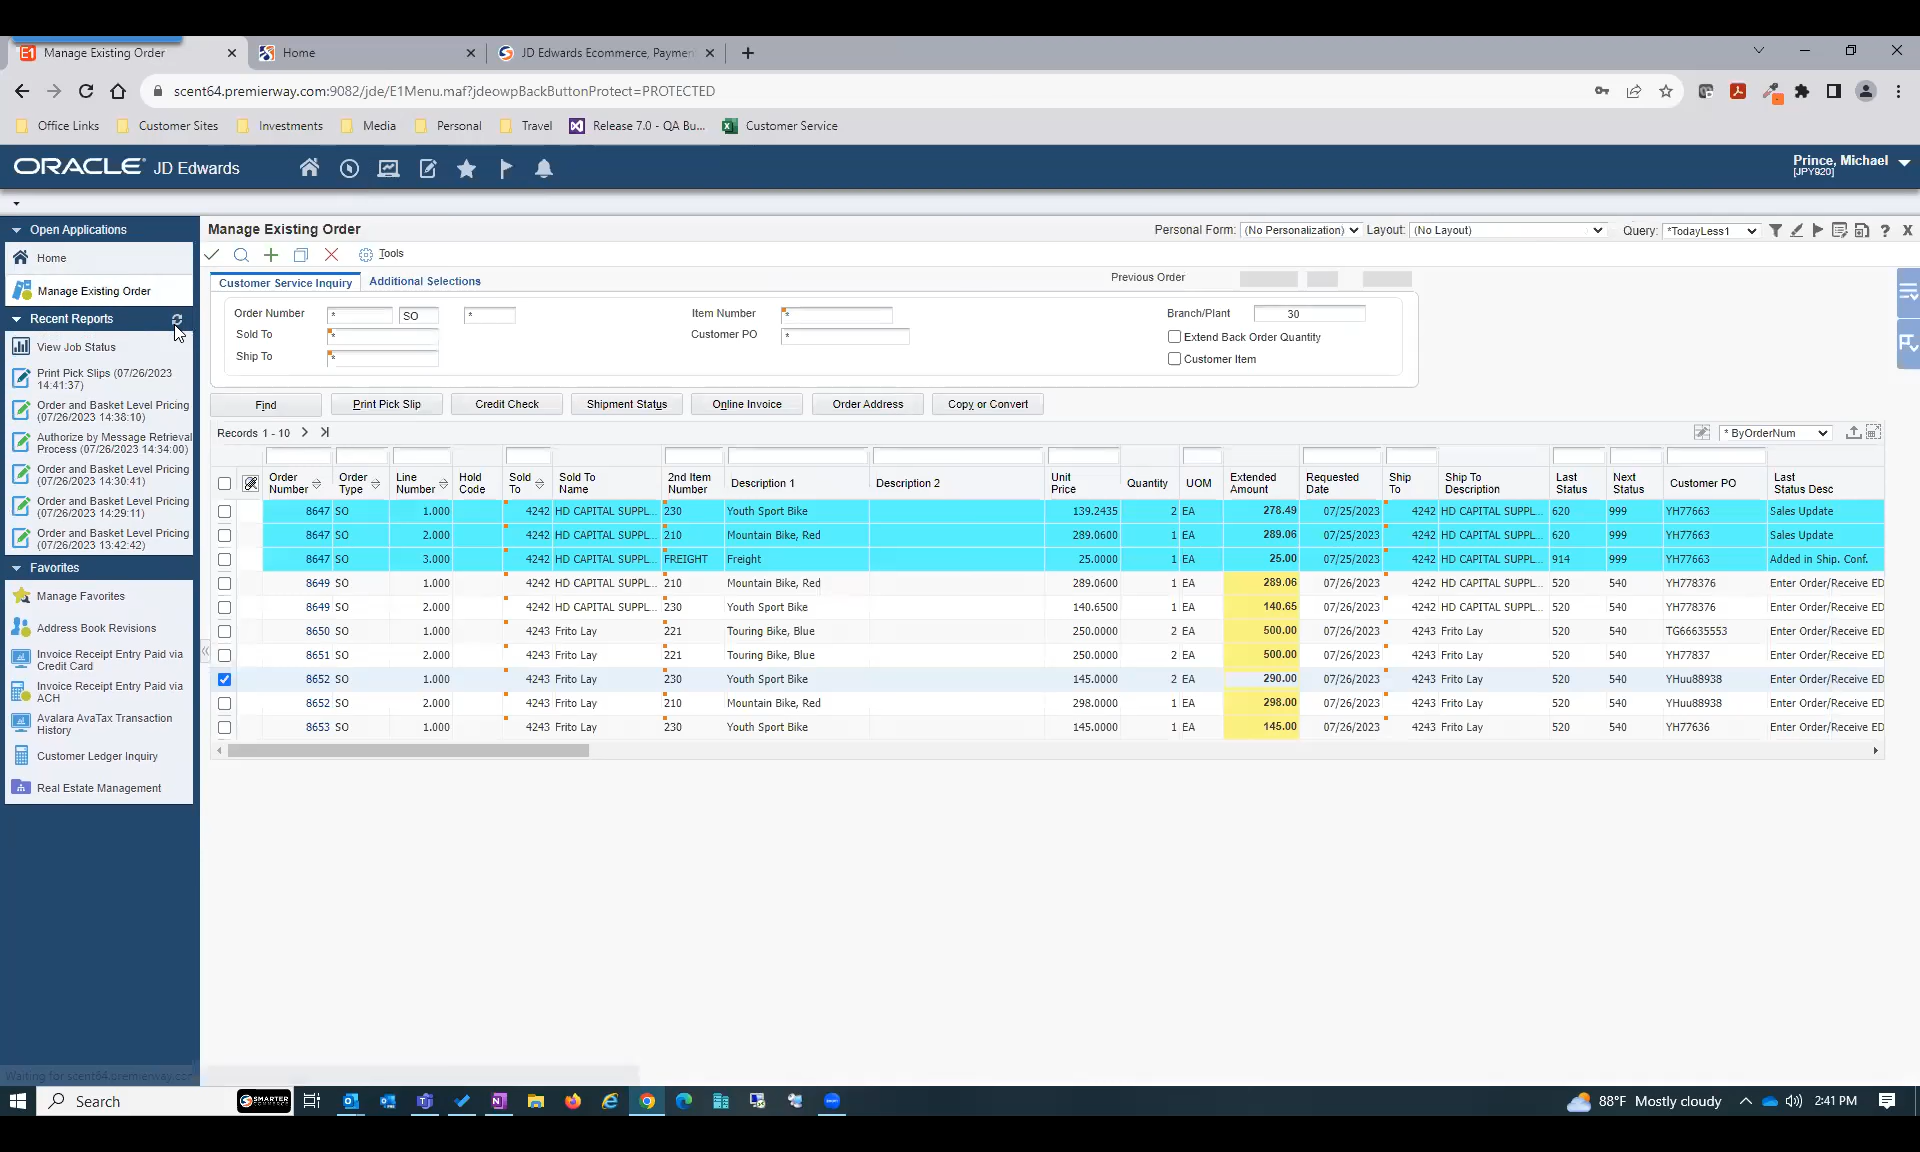 Manage Existing Order
Home
JD Edwards Ecommerce, Paymen
scent64.premierway.com:9082/jde/E1Menu.maf?jdeowpBackButtonProtect=PROTECTED
Office Links Customer Sites Investments Media Personal Travel Release 7.0 - QA Bu... Customer Service
ORACLE JD Edwards
Prince, Michael
[JPY920]
Open Applications
Home
Manage Existing Order
Recent Reports
View Job Status
Print Pick Slips (07/26/2023
14:41:37)
Order and Basket Level Pricing
(07/26/2023 14:38:10)
Authorize by Message Retrieval
Process (07/26/2023 14:34:00)
Order and Basket Level Pricing
(07/26/2023 14:30:41)
Order and Basket Level Pricing
(07/26/2023 14:29:11)
Order and Basket Level Pricing
(07/26/2023 13:42:42)
Favorites
Manage Favorites
Address Book Revisions
Invoice Receipt Entry Paid via
Credit Card
Invoice Receipt Entry Paid via
ACH
Avalara AvaTax Transaction
History
Customer Ledger Inquiry
Real Estate Management
Manage Existing Order
Personal Form: (No Personalization) Layout: (No Layout) Query: *TodayLess1
Tools
Customer Service Inquiry Additional Selections
Previous Order
Order Number * SO * Item Number * Branch/Plant 30
Sold To * Customer PO * Extend Back Order Quantity
Ship To * Customer Item
Find Print Pick Slip Credit Check Shipment Status Online Invoice Order Address Copy or Convert
Records 1 - 10 * ByOrderNum
Order Number Order Type Line Number Hold Code Sold To Sold To Name 2nd Item Number Description 1 Description 2 Unit Price Quantity UOM Extended Amount Requested Date Ship To Ship To Description Last Status Next Status Customer PO Last Status Desc
8647 SO 1.000 4242 HD CAPITAL SUPPL... 230 Youth Sport Bike 139.2435 2 EA 278.49 07/25/2023 4242 HD CAPITAL SUPPL... 620 999 YH77663 Sales Update
8647 SO 2.000 4242 HD CAPITAL SUPPL... 210 Mountain Bike, Red 289.0600 1 EA 289.06 07/25/2023 4242 HD CAPITAL SUPPL... 620 999 YH77663 Sales Update
8647 SO 3.000 4242 HD CAPITAL SUPPL... FREIGHT Freight 25.0000 1 EA 25.00 07/25/2023 4242 HD CAPITAL SUPPL... 914 999 YH77663 Added in Ship. Conf.
8649 SO 1.000 4242 HD CAPITAL SUPPL... 210 Mountain Bike, Red 289.0600 1 EA 289.06 07/26/2023 4242 HD CAPITAL SUPPL... 520 540 YH778376 Enter Order/Receive ED
8649 SO 2.000 4242 HD CAPITAL SUPPL... 230 Youth Sport Bike 140.6500 1 EA 140.65 07/26/2023 4242 HD CAPITAL SUPPL... 520 540 YH778376 Enter Order/Receive ED
8650 SO 1.000 4243 Frito Lay 221 Touring Bike, Blue 250.0000 2 EA 500.00 07/26/2023 4243 Frito Lay 520 540 TG66635553 Enter Order/Receive ED
8651 SO 2.000 4243 Frito Lay 221 Touring Bike, Blue 250.0000 2 EA 500.00 07/26/2023 4243 Frito Lay 520 540 YH77837 Enter Order/Receive ED
8652 SO 1.000 4243 Frito Lay 230 Youth Sport Bike 145.0000 2 EA 290.00 07/26/2023 4243 Frito Lay 520 540 YHuu88938 Enter Order/Receive ED
8652 SO 2.000 4243 Frito Lay 210 Mountain Bike, Red 298.0000 1 EA 298.00 07/26/2023 4243 Frito Lay 520 540 YHuu88938 Enter Order/Receive ED
8653 SO 1.000 4243 Frito Lay 230 Youth Sport Bike 145.0000 1 EA 145.00 07/26/2023 4243 Frito Lay 520 540 YH77636 Enter Order/Receive ED
Waiting for scent64.premierway.com
Search
SMARTER
88°F Mostly cloudy 2:41 PM